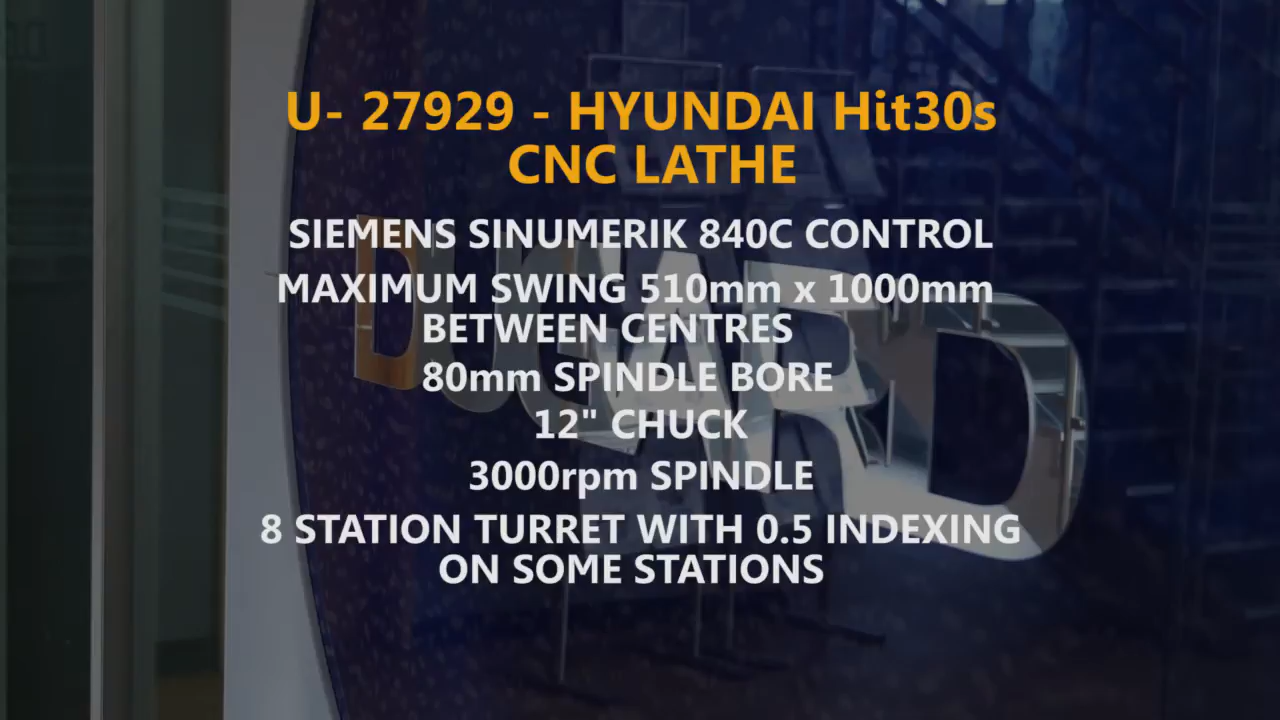 U- 27929 - HYUNDAI Hit30s
CNC LATHE
SIEMENS SINUMERIK 840C CONTROL
MAXIMUM SWING 510mm x 1000mm
BETWEEN CENTRES
80mm SPINDLE BORE
12" CHUCK
3000rpm SPINDLE
8 STATION TURRET WITH 0.5 INDEXING
ON SOME STATIONS
DUGARD